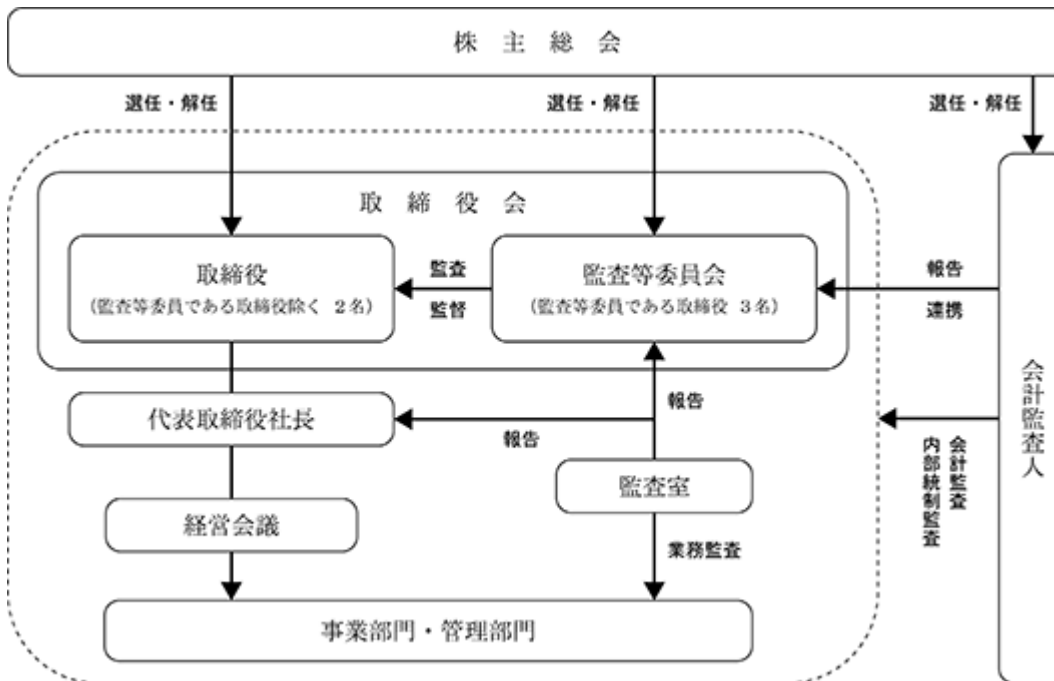 株主総会
選任・解任
選任・解任
選任・解任
取締役会
取締役
(監査等委員である取締役除く 2名)
監査
監督
監査等委員会
(監査等委員である取締役 3名)
報告
連携
会計監査人
代表取締役社長
報告
報告
監査室
会計監査
内部統制監査
経営会議
業務監査
事業部門・管理部門